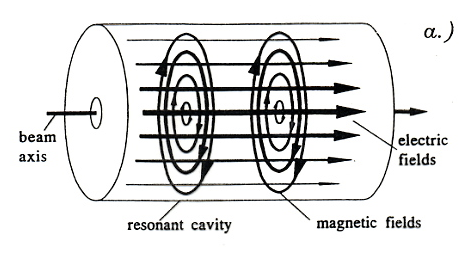 a.)
beam
axis
electric
fields
resonant cavity
magnetic fields